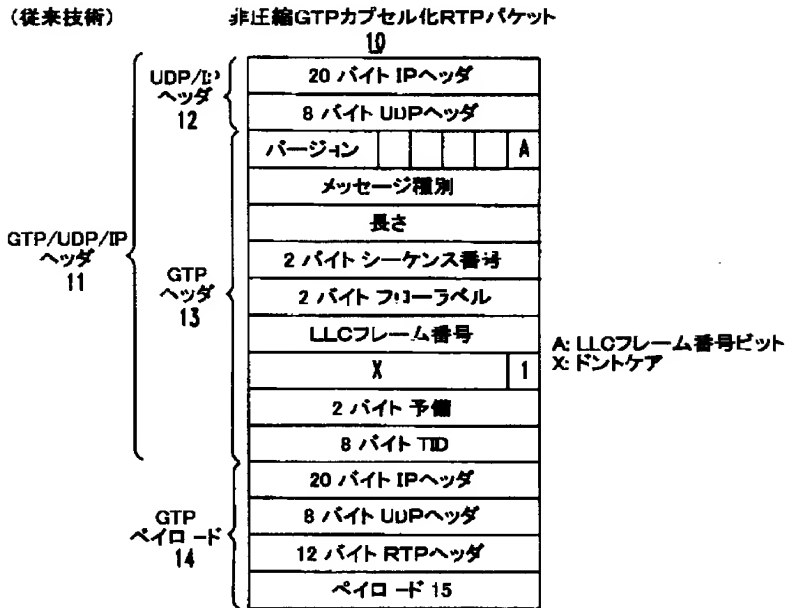 (従来技術)
非圧縮GTPカプセル化RTPパケット
10
UDP/IP
ヘッダ
12
20 バイト IPヘッダ
8 バイト UDPヘッダ
バージョン A
メッセージ種別
長さ
GTP/UDP/IP
ヘッダ
11
GTP
ヘッダ
13
2 バイト シーケンス番号
2 バイト フローラベル
LLCフレーム番号
X 1
A: LLCフレーム番号ビット
X: ドントケア
2 バイト 予備
8 バイト TID
GTP
ペイロード
14
20 バイト IPヘッダ
8 バイト UDPヘッダ
12 バイト RTPヘッダ
ペイロード 15